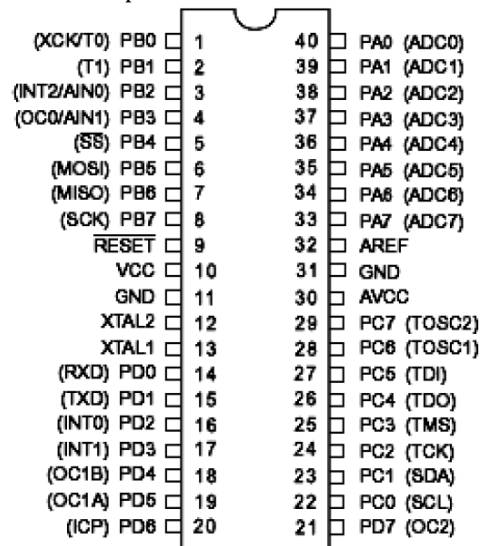 (XCK/T0) PB0 1 40 PA0 (ADC0)
(T1) PB1 2 39 PA1 (ADC1)
(INT2/AIN0) PB2 3 38 PA2 (ADC2)
(OC0/AIN1) PB3 4 37 PA3 (ADC3)
(SS) PB4 5 36 PA4 (ADC4)
(MOSI) PB5 6 35 PA5 (ADC5)
(MISO) PB6 7 34 PA6 (ADC6)
(SCK) PB7 8 33 PA7 (ADC7)
RESET 9 32 AREF
VCC 10 31 GND
GND 11 30 AVCC
XTAL2 12 29 PC7 (TOSC2)
XTAL1 13 28 PC6 (TOSC1)
(RXD) PD0 14 27 PC5 (TDI)
(TXD) PD1 15 26 PC4 (TDO)
(INT0) PD2 16 25 PC3 (TMS)
(INT1) PD3 17 24 PC2 (TCK)
(OC1B) PD4 18 23 PC1 (SDA)
(OC1A) PD5 19 22 PC0 (SCL)
(ICP) PD6 20 21 PD7 (OC2)